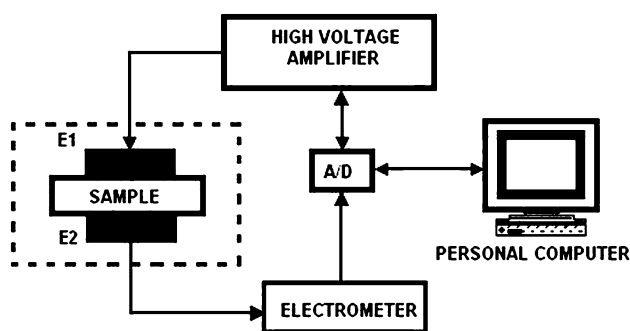 HIGH VOLTAGE
AMPLIFIER
E1
SAMPLE
E2
A/D
PERSONAL COMPUTER
ELECTROMETER